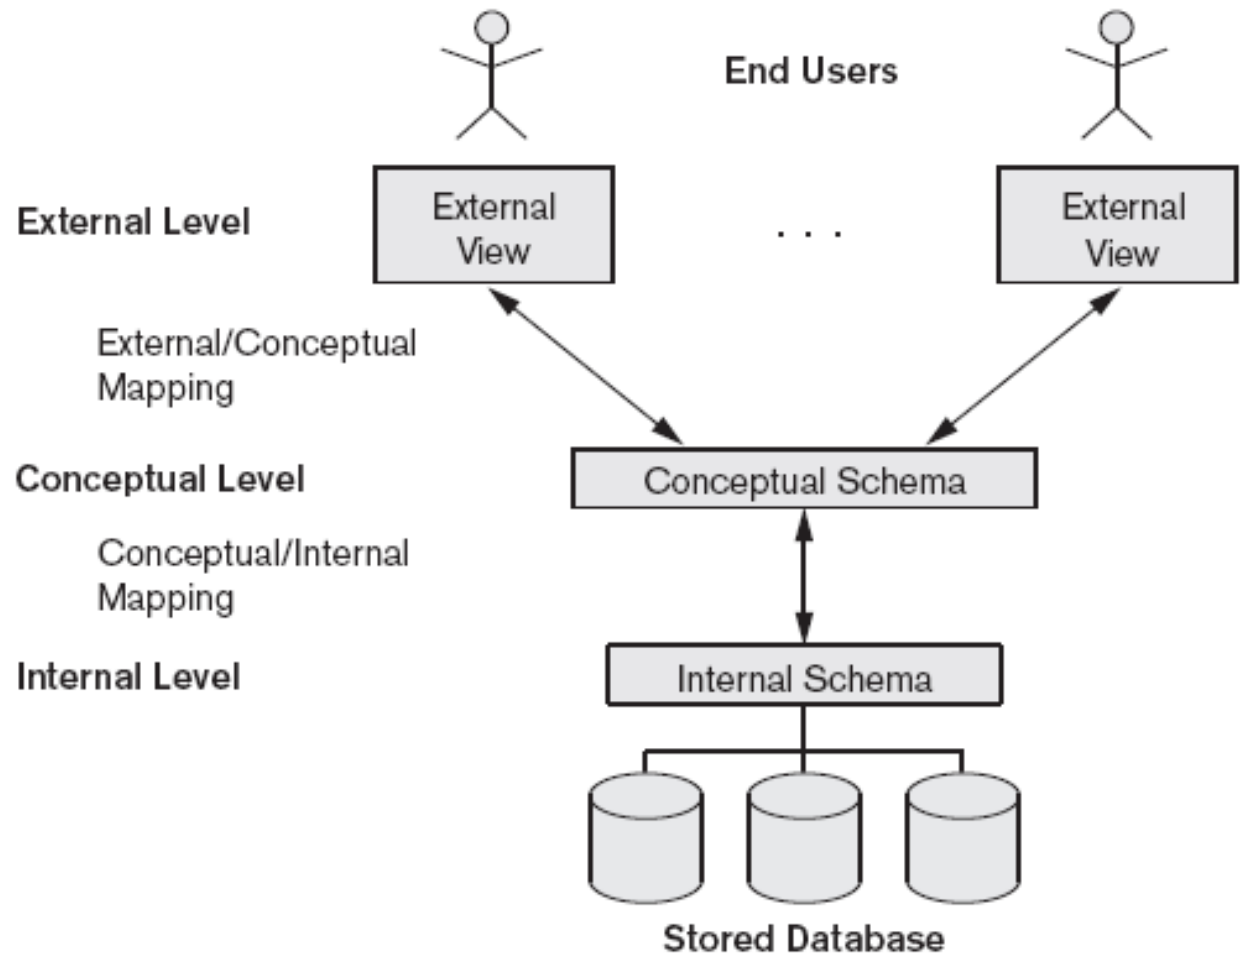 End Users
External Level
External
View
. . .
External
View
External/Conceptual
Mapping
Conceptual Level
Conceptual Schema
Conceptual/Internal
Mapping
Internal Level
Internal Schema
Stored Database